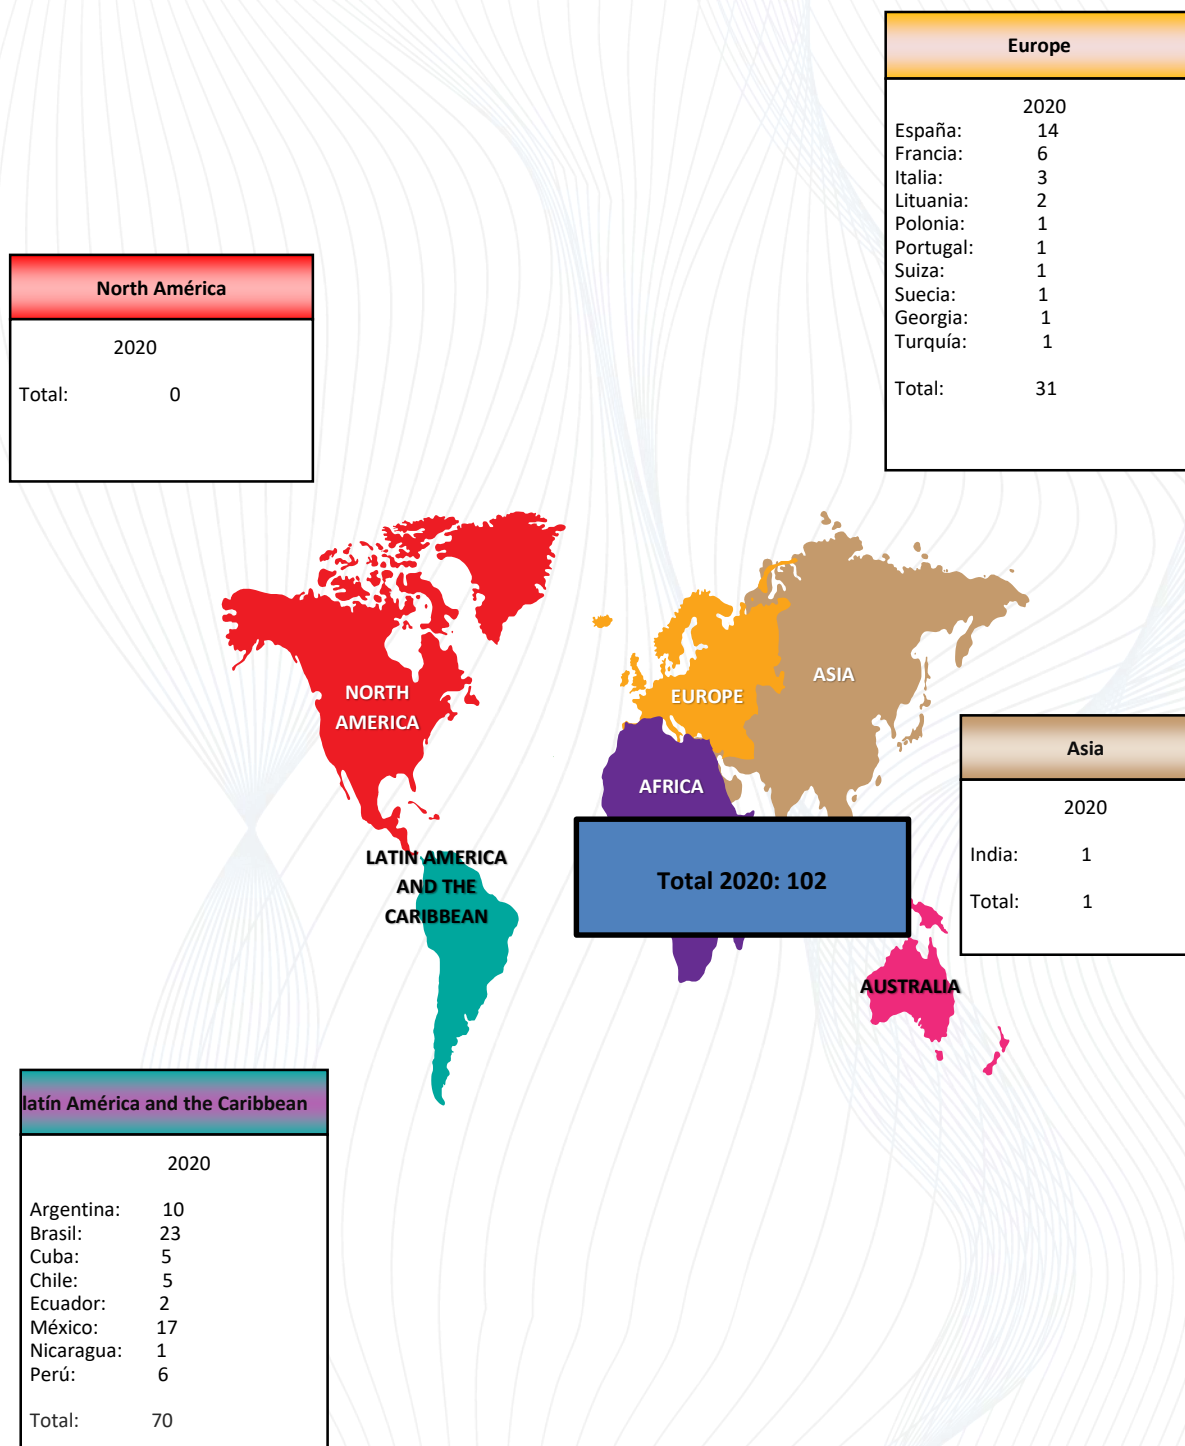 Europe
2020
España: 14
Francia: 6
Italia: 3
Lituania: 2
Polonia: 1
Portugal: 1
Suiza: 1
Suecia: 1
Georgia: 1
Turquía: 1
Total: 31
North América
2020
Total: 0
NORTH
AMERICA
EUROPE
ASIA
AFRICA
LATIN AMERICA
AND THE
CARIBBEAN
Total 2020: 102
Asia
2020
India: 1
Total: 1
AUSTRALIA
latín América and the Caribbean
2020
Argentina: 10
Brasil: 23
Cuba: 5
Chile: 5
Ecuador: 2
México: 17
Nicaragua: 1
Perú: 6
Total: 70